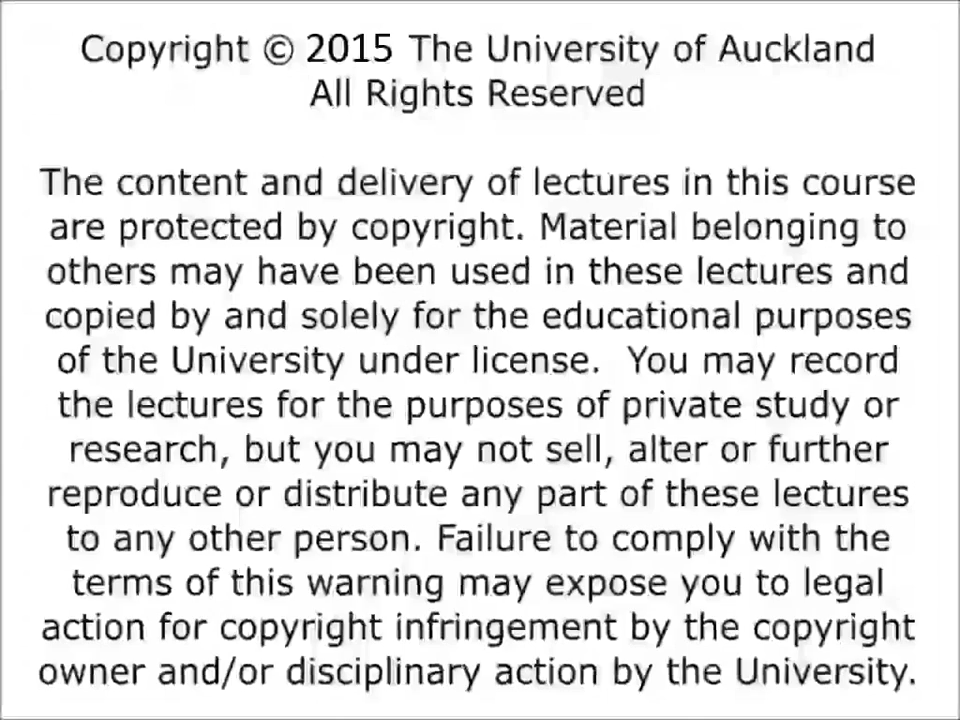 Copyright © 2015 The University of Auckland
All Rights Reserved
The content and delivery of lectures in this course
are protected by copyright. Material belonging to
others may have been used in these lectures and
copied by and solely for the educational purposes
of the University under license.  You may record
the lectures for the purposes of private study or
research, but you may not sell, alter or further
reproduce or distribute any part of these lectures
to any other person. Failure to comply with the
terms of this warning may expose you to legal
action for copyright infringement by the copyright
owner and/or disciplinary action by the University.